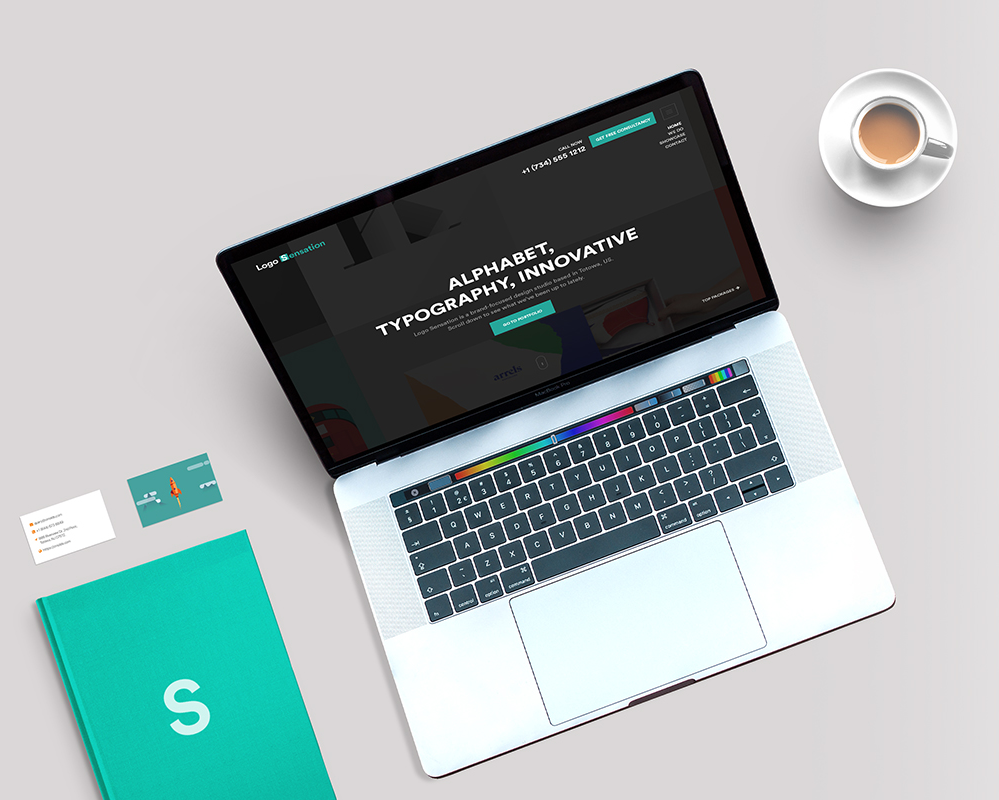 CALL NOW
+1 (734) 555 1212
GET FREE CONSULTANCY
HOME
WE DO
SHOWCASE
CONTACT
Logo Sensation
ALPHABET,
TYPOGRAPHY, INNOVATIVE
Logo Sensation is a brand-focused design studio based in Totowa, US.
Scroll down to see what we've been up to lately.
GO TO PORTFOLIO
TOP PACKAGES
arrels
MacBook Pro
Q W E R T Y U I O P
A S D F G H J K L
Z X C V B N M
fn control option command command option
S